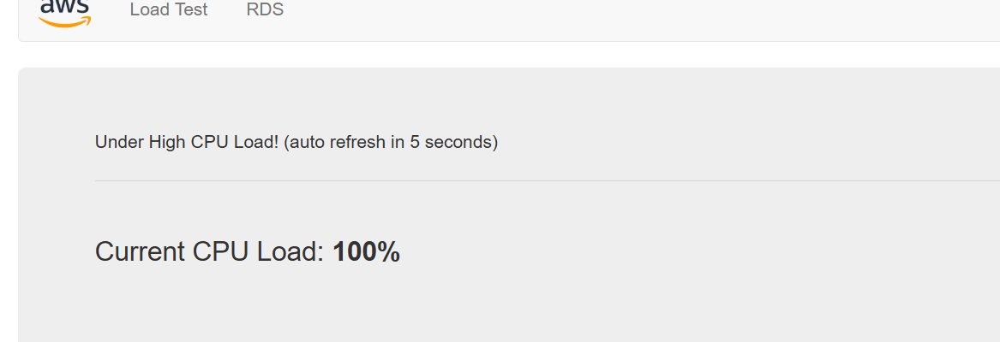 aws
Load Test RDS
Under High CPU Load! (auto refresh in 5 seconds)
Current CPU Load: 100%